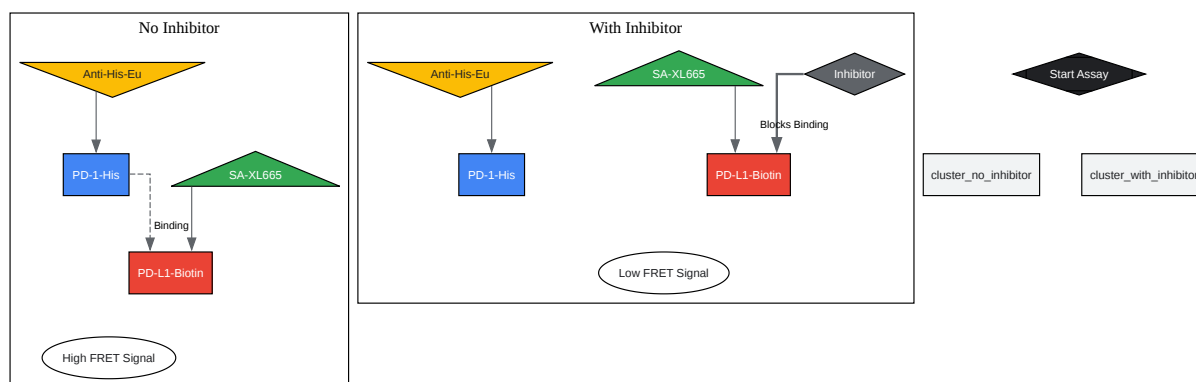 No Inhibitor
Anti-His-Eu
PD-1-His
SA-XL665
Binding
PD-L1-Biotin
High FRET Signal
With Inhibitor
Anti-His-Eu
SA-XL665
Inhibitor
Blocks Binding
PD-1-His
PD-L1-Biotin
Low FRET Signal
Start Assay
cluster_no_inhibitor
cluster_with_inhibitor